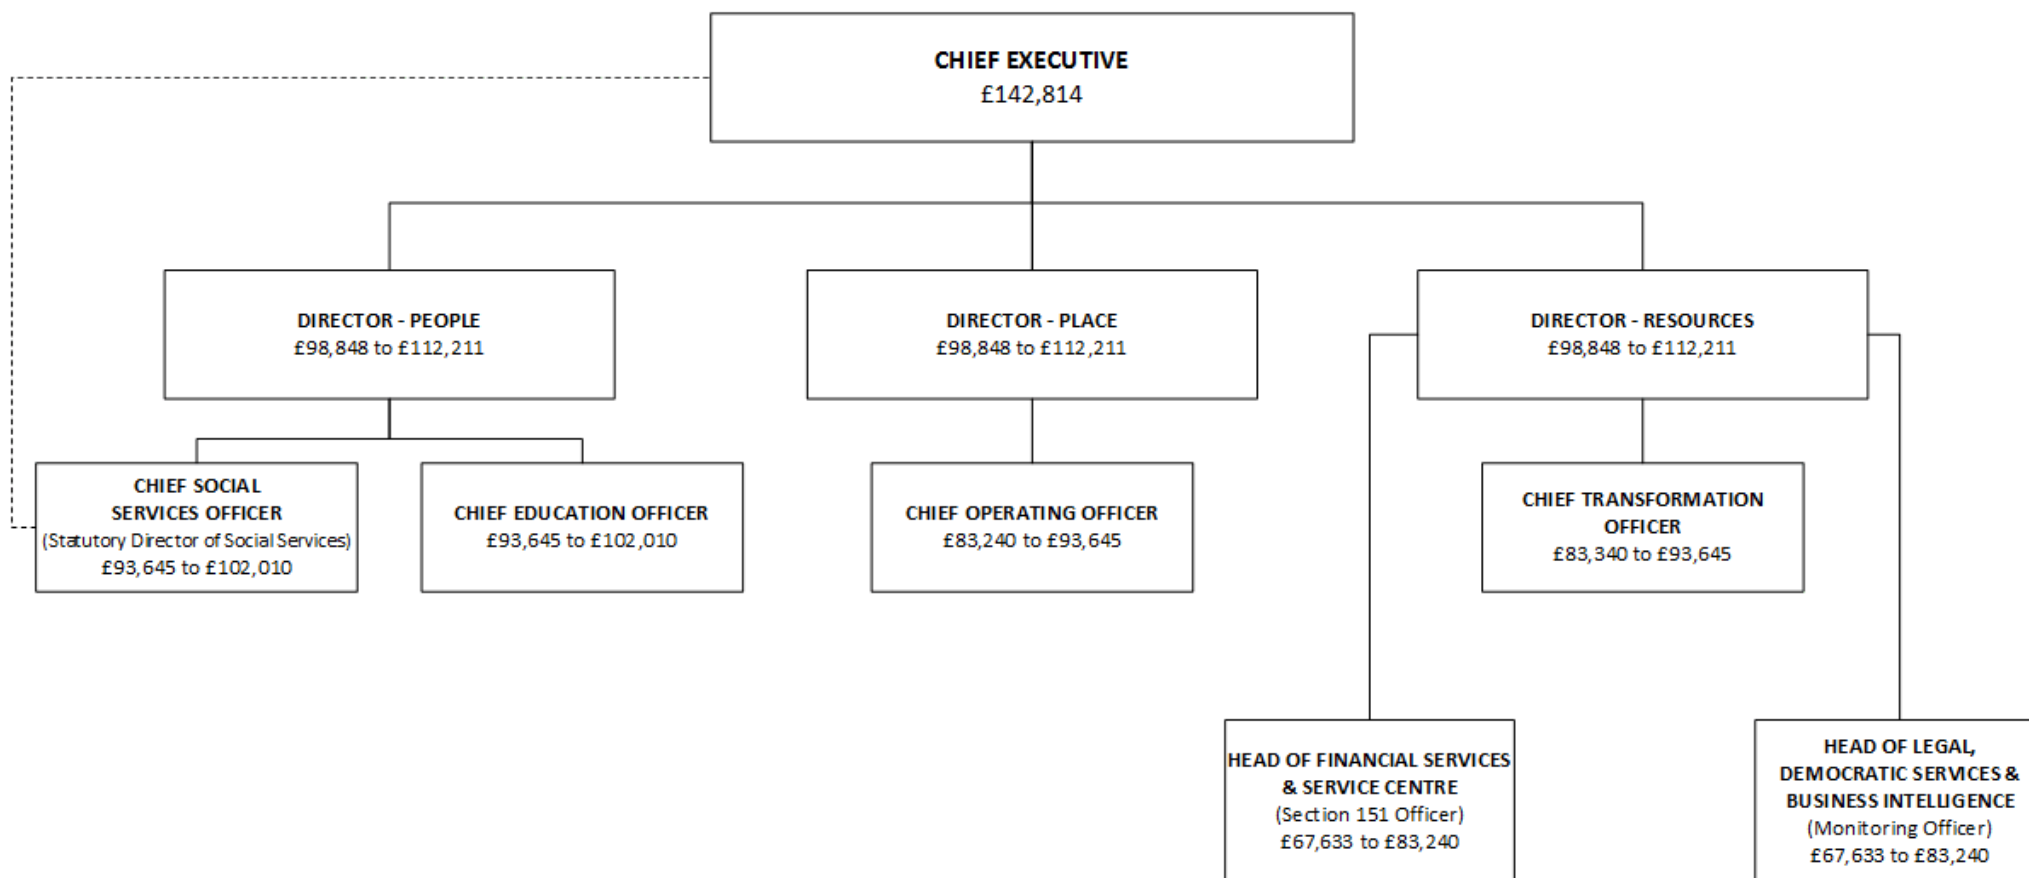 CHIEF EXECUTIVE
£142,814
DIRECTOR - PEOPLE
£98,848 to £112,211
DIRECTOR - PLACE
£98,848 to £112,211
DIRECTOR - RESOURCES
£98,848 to £112,211
CHIEF SOCIAL
SERVICES OFFICER
(Statutory Director of Social Services)
£93,645 to £102,010
CHIEF EDUCATION OFFICER
£93,645 to £102,010
CHIEF OPERATING OFFICER
£83,240 to £93,645
CHIEF TRANSFORMATION
OFFICER
£83,340 to £93,645
HEAD OF FINANCIAL SERVICES
& SERVICE CENTRE
(Section 151 Officer)
£67,633 to £83,240
HEAD OF LEGAL,
DEMOCRATIC SERVICES &
BUSINESS INTELLIGENCE
(Monitoring Officer)
£67,633 to £83,240